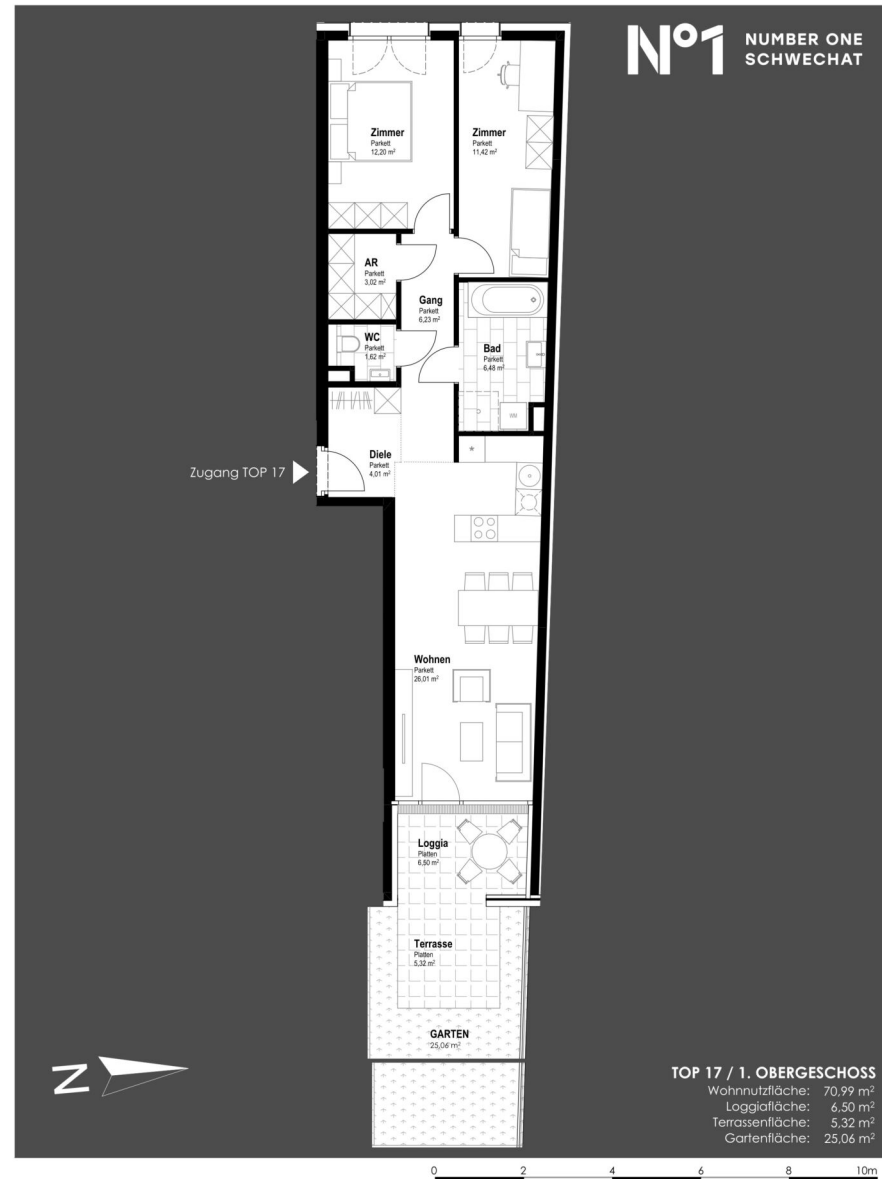 Nº1
NUMBER ONE
SCHWECHAT
Zimmer
Parkett
12,20 m²
Zimmer
Parkett
11,42 m²
AR
Parkett
3,02 m²
Gang
Parkett
6,23 m²
WC
Parkett
1,62 m²
Bad
Parkett
6,48 m²
WM
Diele
Parkett
4,01 m²
Zugang TOP 17
Wohnen
Parkett
26,01 m²
Loggia
Platten
6,50 m²
Terrasse
Platten
5,32 m²
GARTEN
25,06 m²
N
TOP 17 / 1. OBERGESCHOSS
Wohnnutzfläche: 70,99 m²
Loggiafläche: 6,50 m²
Terrassenfläche: 5,32 m²
Gartenfläche: 25,06 m²
0 2 4 6 8 10m